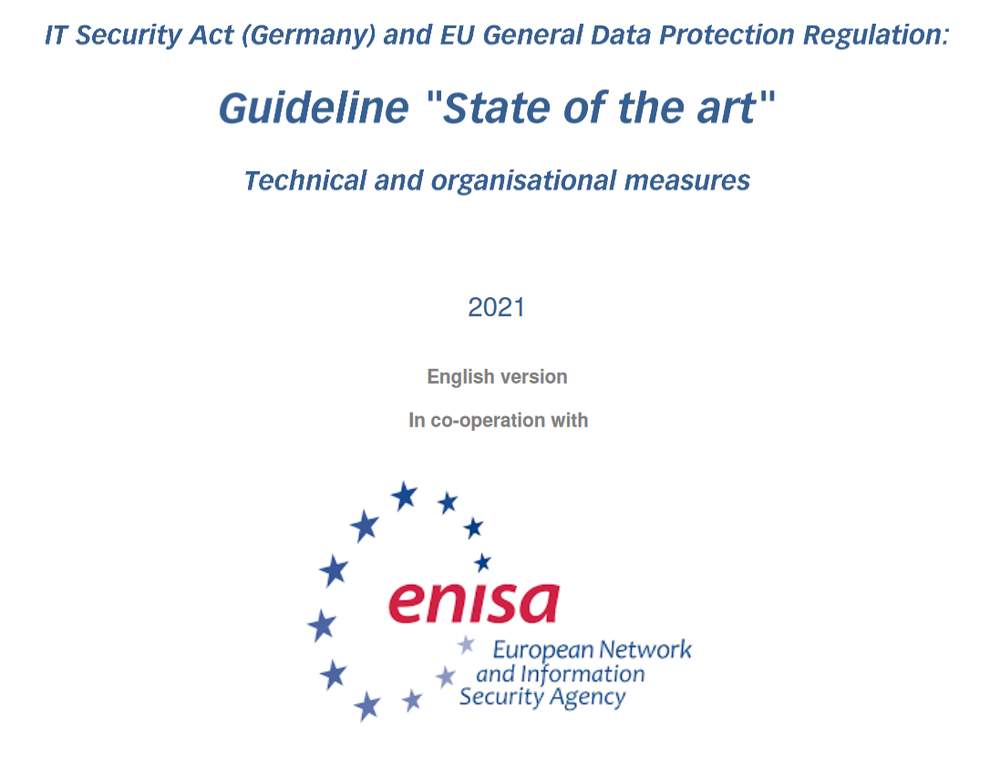 IT Security Act (Germany) and EU General Data Protection Regulation:
Guideline "State of the art"
Technical and organisational measures
2021
English version
In co-operation with
enisa
European Network
and Information
Security Agency